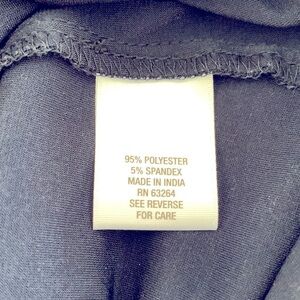 95% POLYESTER
5% SPANDEX
MADE IN INDIA
RN 63264
SEE REVERSE
FOR CARE